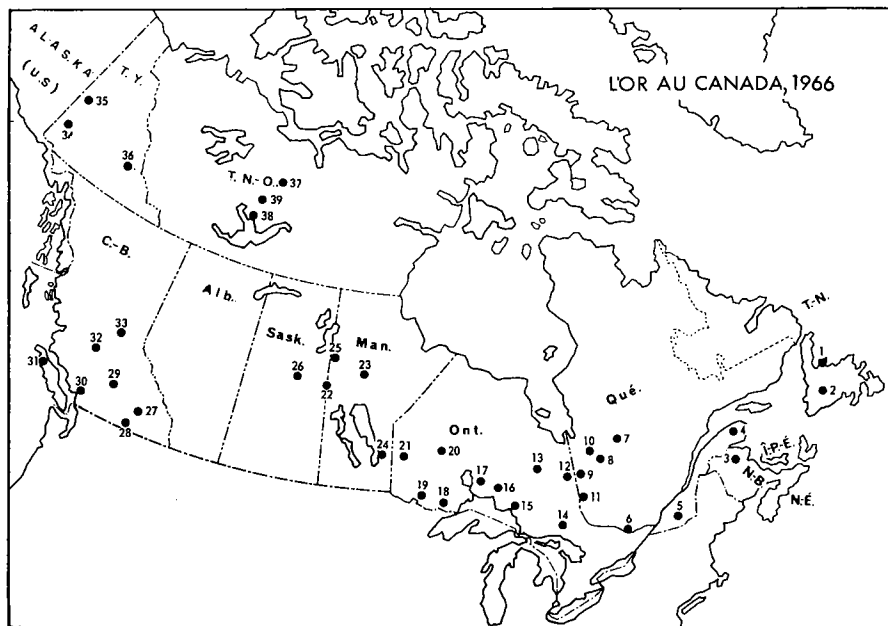 L'OR AU CANADA, 1966
ALASKA
(U.S)
T.Y.
35
34
36
T.N.-O.
37
39
38
C.-B.
Alb.
Sask.
Man.
33
32
31
30
29
27
28
25
26
22
23
24
21
Ont.
20
19
18
17
16
15
13
14
12
Qué.
10
7
8
9
11
6
5
T.-N.
1
2
4
Î.P.-É.
3
N.-B.
N.-É.